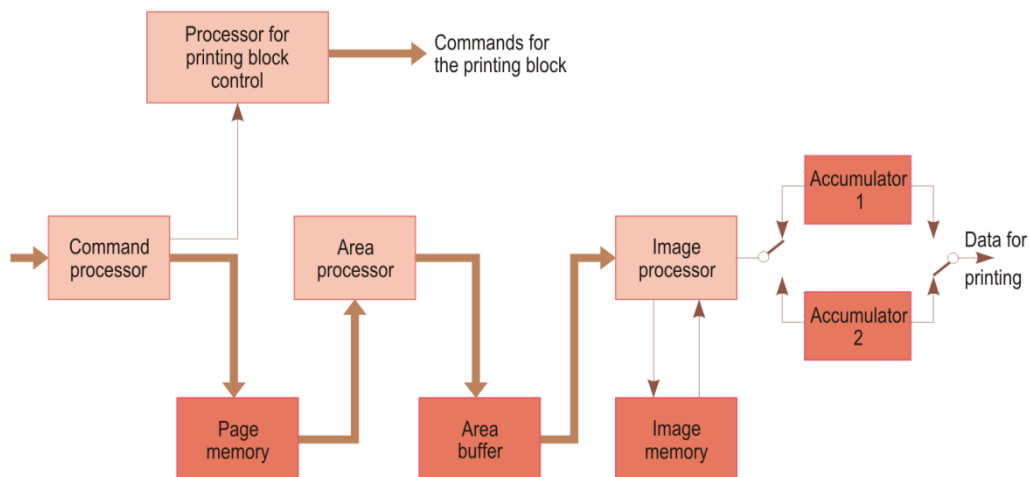 Processor for
printing block
control
Commands for
the printing block
Command
processor
Area
processor
Image
processor
Accumulator
1
Data for
printing
Accumulator
2
Page
memory
Area
buffer
Image
memory